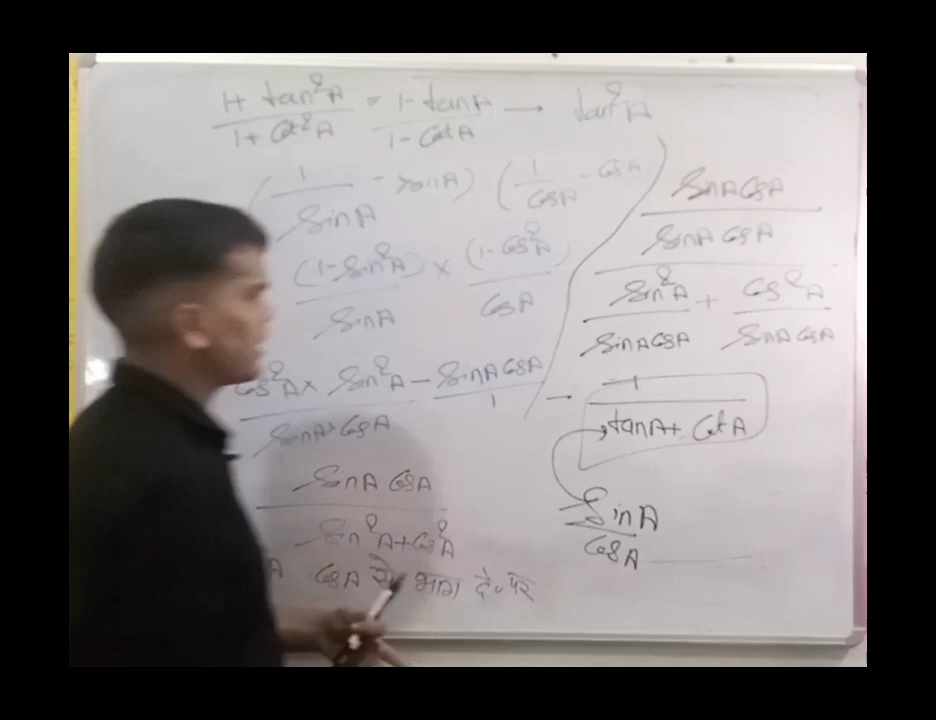 1+ tan²A / 1+ Cot²A = 1- tanA / 1- CotA → tan²A
( 1 / SinA - SinA) ( 1 / CosA - CosA
(1-Sin²A) / SinA × (1-Cos²A) / CosA
Cos²A × Sin²A / SinA × CosA - SinA CosA / 1
SinA CosA
Sin²A+Cos²A
A CosA से भाग देने पर
SinA CosA
SinA CosA
Sin²A / SinA CosA + Cos²A / SinA CosA
- 1 / tanA + CotA
SinA
CosA